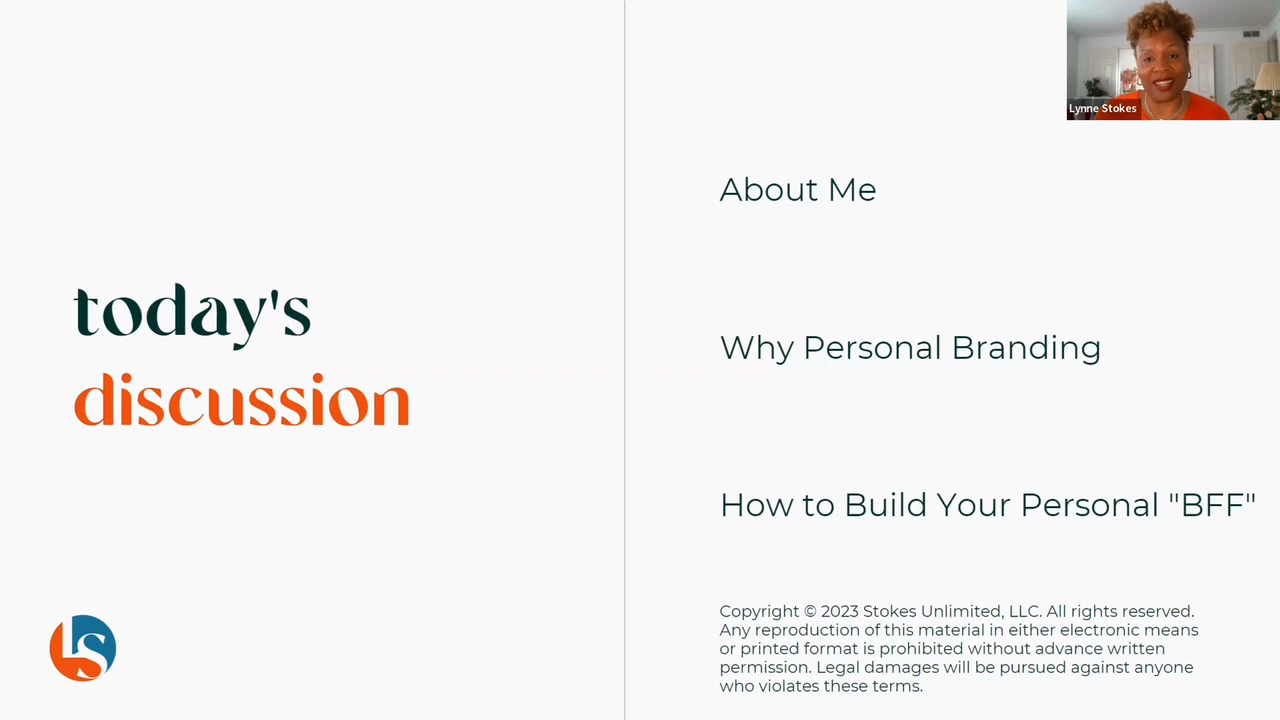 today's
discussion
About Me
Why Personal Branding
How to Build Your Personal "BFF"
Copyright © 2023 Stokes Unlimited, LLC. All rights reserved.
Any reproduction of this material in either electronic means
or printed format is prohibited without advance written
permission. Legal damages will be pursued against anyone
who violates these terms.
LS
Lynne Stokes